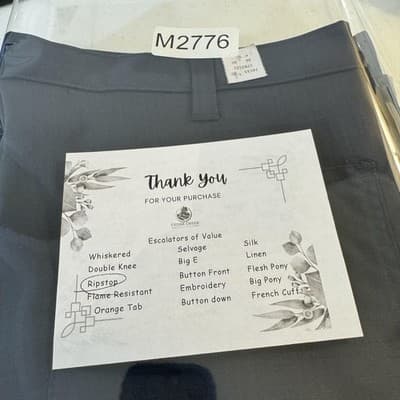 M2776
Thank You
FOR YOUR PURCHASE
Escalators of Value
Whiskered Selvage Silk
Double Knee Big E Linen
Ripstop Button Front Flesh Pony
Flame Resistant Embroidery Big Pony
Orange Tab Button down French Cuff